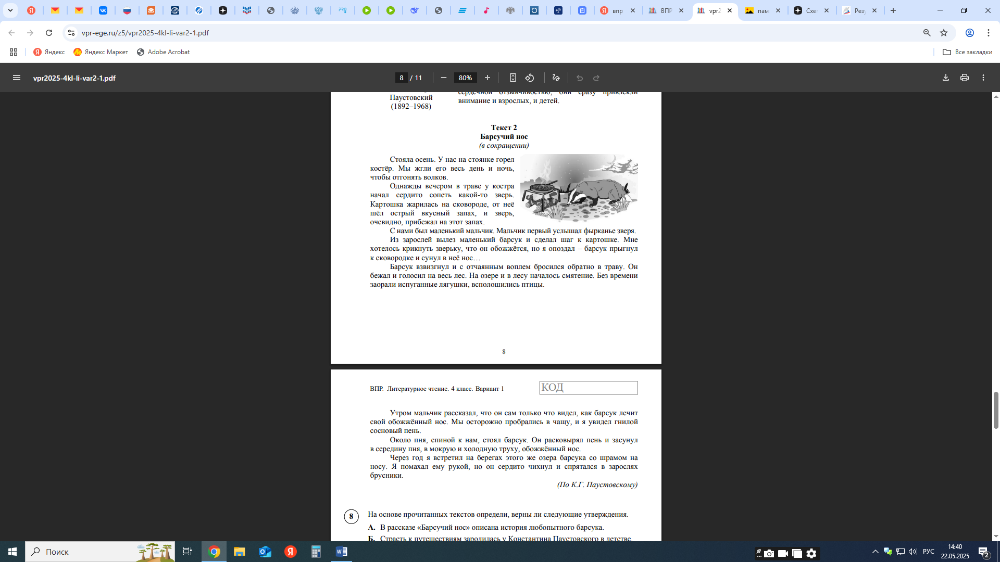 впр
ВПР
vpr2
пам
Схе
Рез
vpr-ege.ru/z5/vpr2025-4kl-li-var2-1.pdf
Яндекс
Яндекс Маркет
Adobe Acrobat
Все закладки
vpr2025-4kl-li-var2-1.pdf
8 / 11
80%
Паустовский
(1892–1968)
сердечной отзывчивостью, они сразу привлекли
внимание и взрослых, и детей.
Текст 2
Барсучий нос
(в сокращении)
Стояла осень. У нас на стоянке горел
костёр. Мы жгли его весь день и ночь,
чтобы отгонять волков.
Однажды вечером в траве у костра
начал сердито сопеть какой-то зверь.
Картошка жарилась на сковороде, от неё
шёл острый вкусный запах, и зверь,
очевидно, прибежал на этот запах.
С нами был маленький мальчик. Мальчик первый услышал фырканье зверя.
Из зарослей вылез маленький барсук и сделал шаг к картошке. Мне
хотелось крикнуть зверьку, что он обожжётся, но я опоздал – барсук прыгнул
к сковородке и сунул в неё нос…
Барсук взвизгнул и с отчаянным воплем бросился обратно в траву. Он
бежал и голосил на весь лес. На озере и в лесу началось смятение. Без времени
заорали испуганные лягушки, всполошились птицы.
8
ВПР. Литературное чтение. 4 класс. Вариант 1
КОД
Утром мальчик рассказал, что он сам только что видел, как барсук лечит
свой обожжённый нос. Мы осторожно пробрались в чащу, и я увидел гнилой
сосновый пень.
Около пня, спиной к нам, стоял барсук. Он расковырял пень и засунул
в середину пня, в мокрую и холодную труху, обожжённый нос.
Через год я встретил на берегах этого же озера барсука со шрамом на
носу. Я помахал ему рукой, но он сердито чихнул и спрятался в зарослях
брусники.
(По К.Г. Паустовскому)
8
На основе прочитанных текстов определи, верны ли следующие утверждения.
А. В рассказе «Барсучий нос» описана история любопытного барсука.
Б. Страсть к путешествиям зародилась у Константина Паустовского в детстве.
Поиск
РУС
14:40
22.05.2025
2